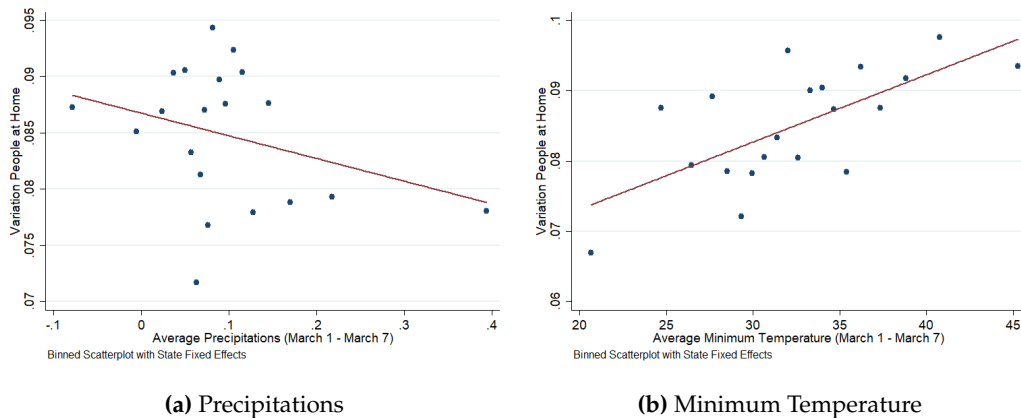 Variation People at Home
.07 .075 .08 .085 .09 .095
-.1 0 .1 .2 .3 .4
Average Precipitations (March 1 - March 7)
Binned Scatterplot with State Fixed Effects
(a) Precipitations
Variation People at Home
.06 .07 .08 .09 .1
20 25 30 35 40 45
Average Minimum Temperature (March 1 - March 7)
Binned Scatterplot with State Fixed Effects
(b) Minimum Temperature